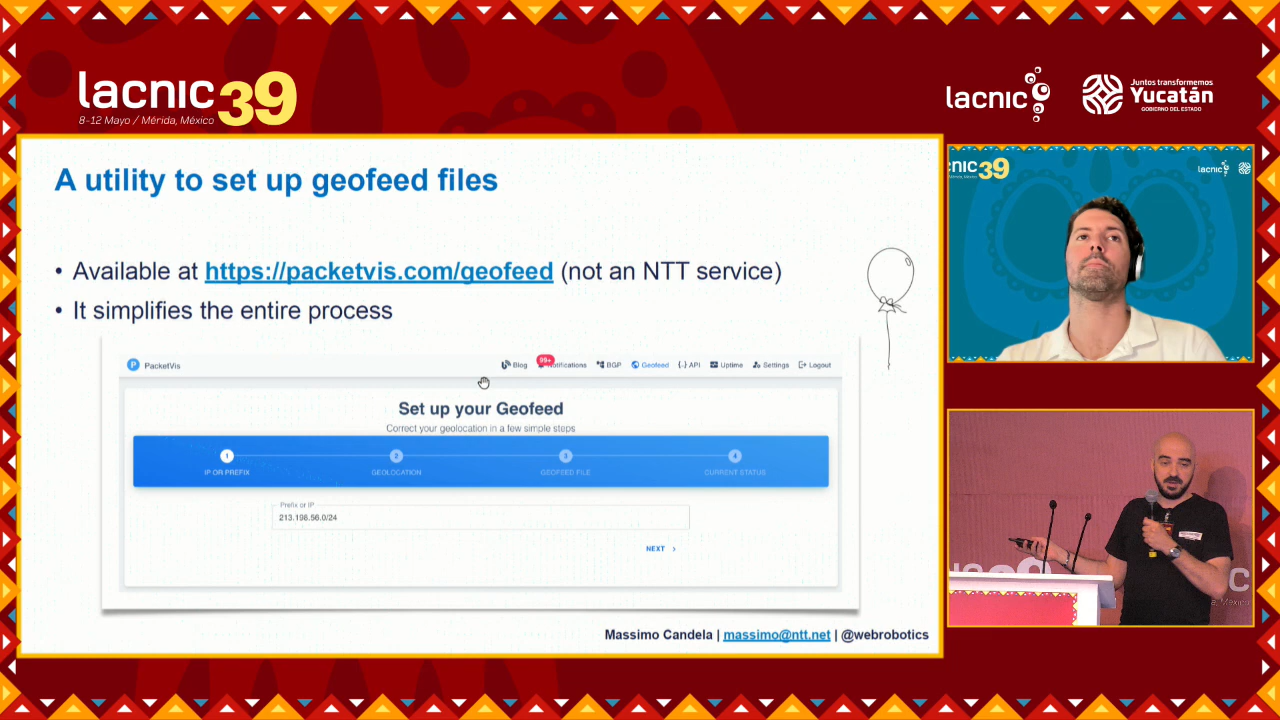 lacnic 39
8-12 Mayo / Mérida, México
lacnic
Juntos transformemos
Yucatán
GOBIERNO DEL ESTADO
A utility to set up geofeed files
• Available at https://packetvis.com/geofeed (not an NTT service)
• It simplifies the entire process
P PacketVis
Blog
99+
Notifications
BGP
Geofeed
{..} API
Uptime
Settings
Logout
Set up your Geofeed
Correct your geolocation in a few simple steps
1 2 3 4
IP OR PREFIX GEOLOCATION GEOFEED FILE CURRENT STATUS
Prefix or IP
213.198.56.0/24
NEXT >
Massimo Candela | massimo@ntt.net | @webrobotics
nic 39
lacnic